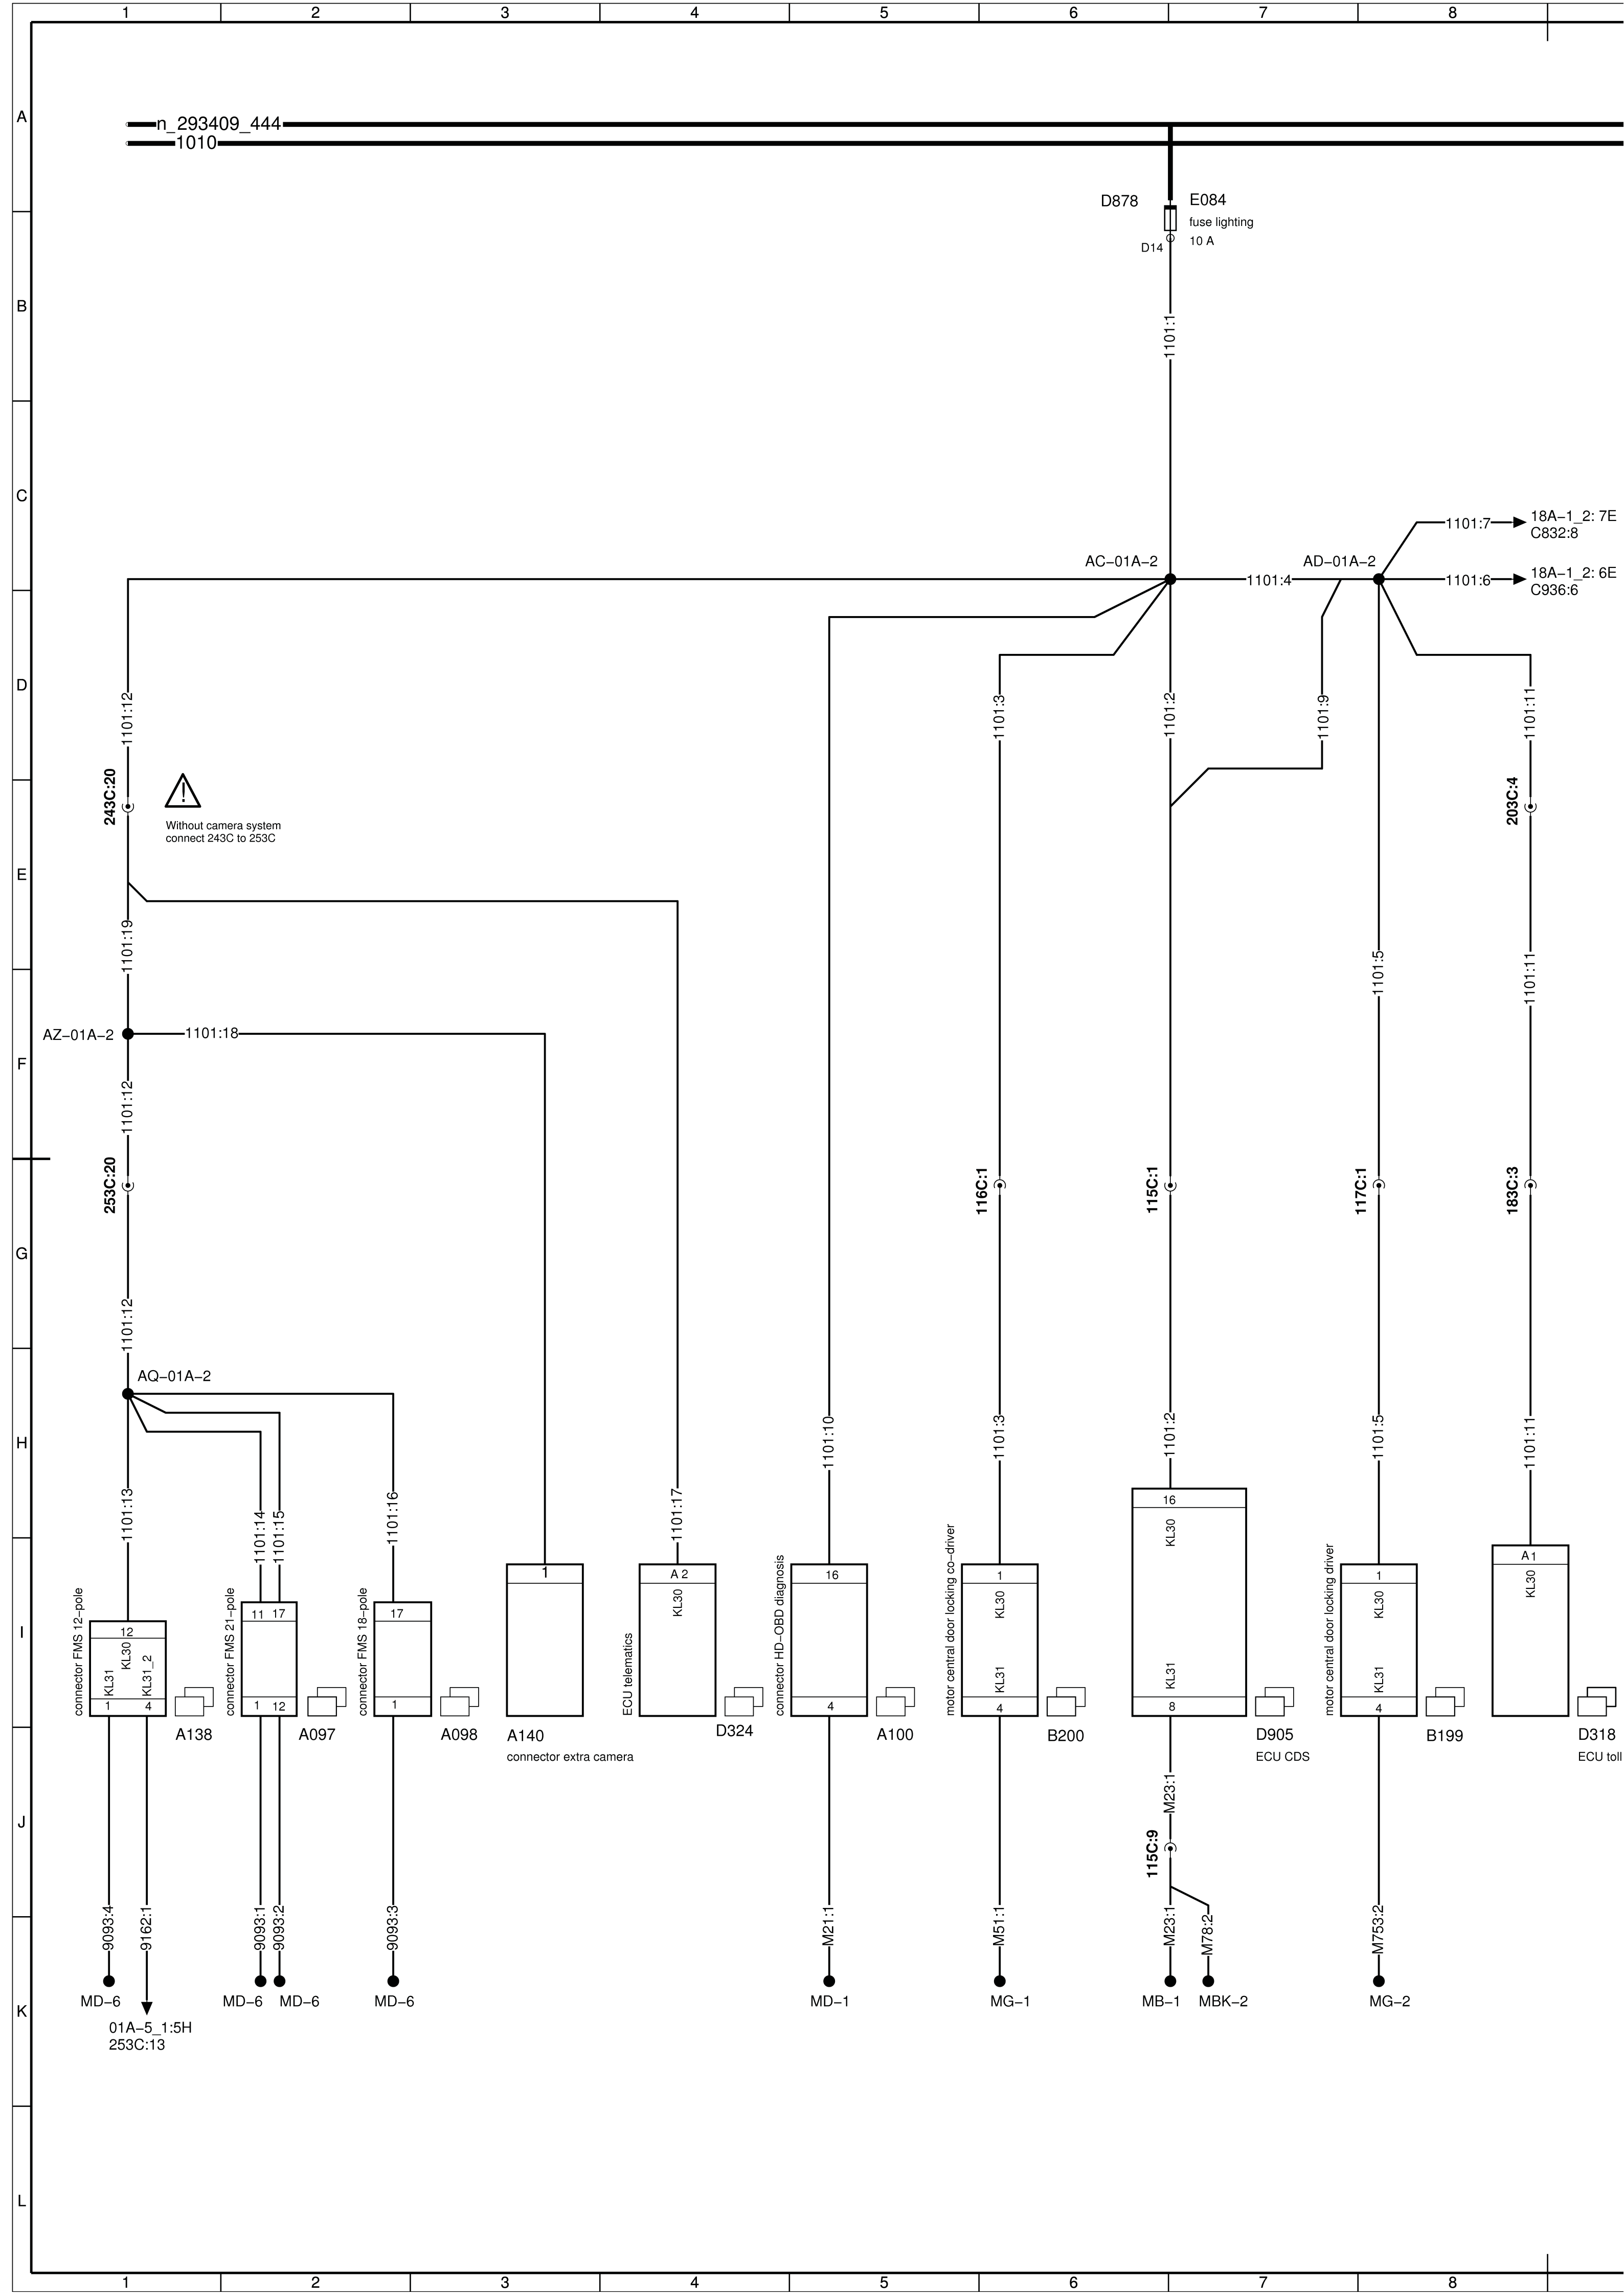 1 2 3 4 5 6 7 8
A
n_293409_444
1010
D878 E084
fuse lighting
D14 10 A
B
1101:1
C
1101:7 18A-1_2: 7E
C832:8
AC-01A-2 AD-01A-2
1101:4 1101:6 18A-1_2: 6E
C936:6
D
1101:12 1101:3 1101:2 1101:9 1101:11
243C:20 203C:4
Without camera system
connect 243C to 253C
E
1101:19 1101:5 1101:11
AZ-01A-2 1101:18
F
1101:12
253C:20 116C:1 115C:1 117C:1 183C:3
G
1101:12
AQ-01A-2
H
1101:10 1101:3 1101:2 1101:5 1101:11
1101:13 1101:14 1101:15 1101:16 1101:17
16
KL30
A 1
KL30
1 A 2 16 1 1
KL30 KL30 KL30
11 17 17
12
KL30
I
connector FMS 12-pole
connector FMS 21-pole
connector FMS 18-pole
ECU telematics
connector HD-OBD diagnosis
motor central door locking co-driver
motor central door locking driver
KL31 KL31_2 KL31 KL31 KL31
1 4 1 12 1 4 4 8 4
A138 A097 A098 A140 D324 A100 B200 D905 B199 D318
connector extra camera ECU CDS ECU toll
M23:1
J
115C:9
9093:4 9162:1 9093:1 9093:2 9093:3 M21:1 M51:1 M23:1 M78:2 M753:2
K
MD-6 MD-6 MD-6 MD-6 MD-1 MG-1 MB-1 MBK-2 MG-2
01A-5_1:5H
253C:13
L
1 2 3 4 5 6 7 8